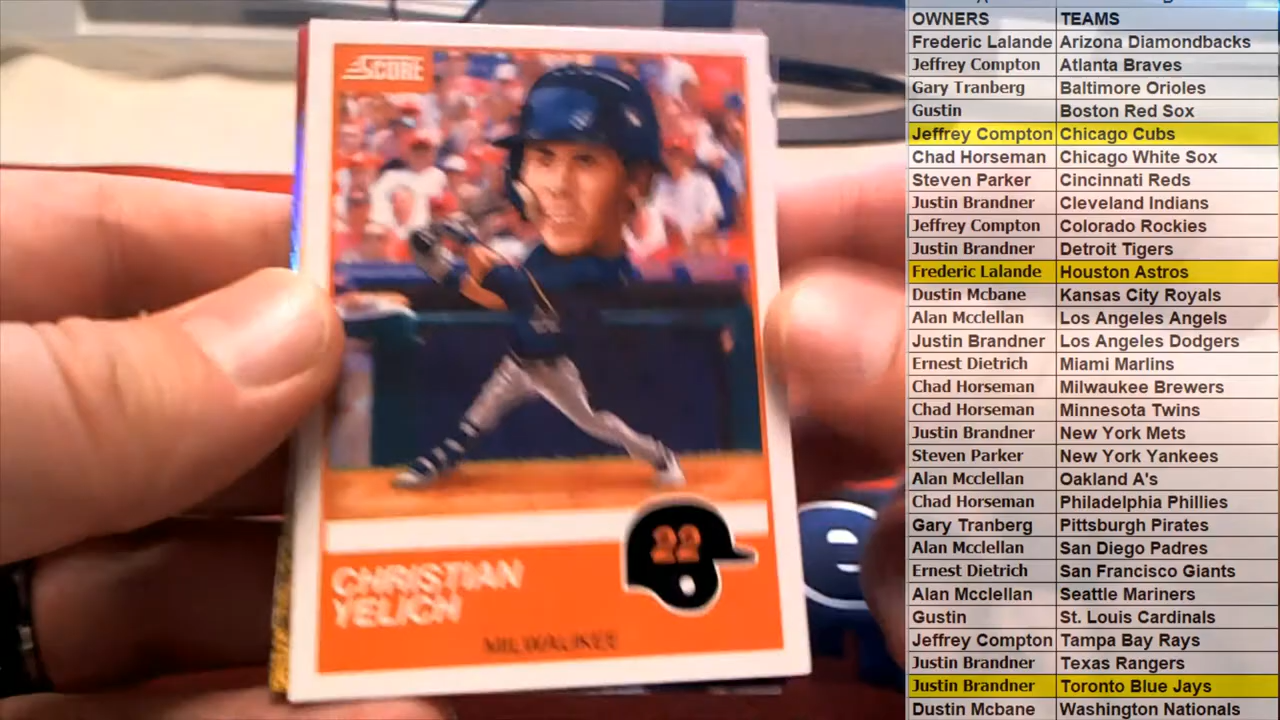 SCORE
22
CHRISTIAN
YELICH
MILWAUKEE
e
OWNERS TEAMS
Frederic Lalande Arizona Diamondbacks
Jeffrey Compton Atlanta Braves
Gary Tranberg Baltimore Orioles
Gustin Boston Red Sox
Jeffrey Compton Chicago Cubs
Chad Horseman Chicago White Sox
Steven Parker Cincinnati Reds
Justin Brandner Cleveland Indians
Jeffrey Compton Colorado Rockies
Justin Brandner Detroit Tigers
Frederic Lalande Houston Astros
Dustin Mcbane Kansas City Royals
Alan Mcclellan Los Angeles Angels
Justin Brandner Los Angeles Dodgers
Ernest Dietrich Miami Marlins
Chad Horseman Milwaukee Brewers
Chad Horseman Minnesota Twins
Justin Brandner New York Mets
Steven Parker New York Yankees
Alan Mcclellan Oakland A's
Chad Horseman Philadelphia Phillies
Gary Tranberg Pittsburgh Pirates
Alan Mcclellan San Diego Padres
Ernest Dietrich San Francisco Giants
Alan Mcclellan Seattle Mariners
Gustin St. Louis Cardinals
Jeffrey Compton Tampa Bay Rays
Justin Brandner Texas Rangers
Justin Brandner Toronto Blue Jays
Dustin Mcbane Washington Nationals